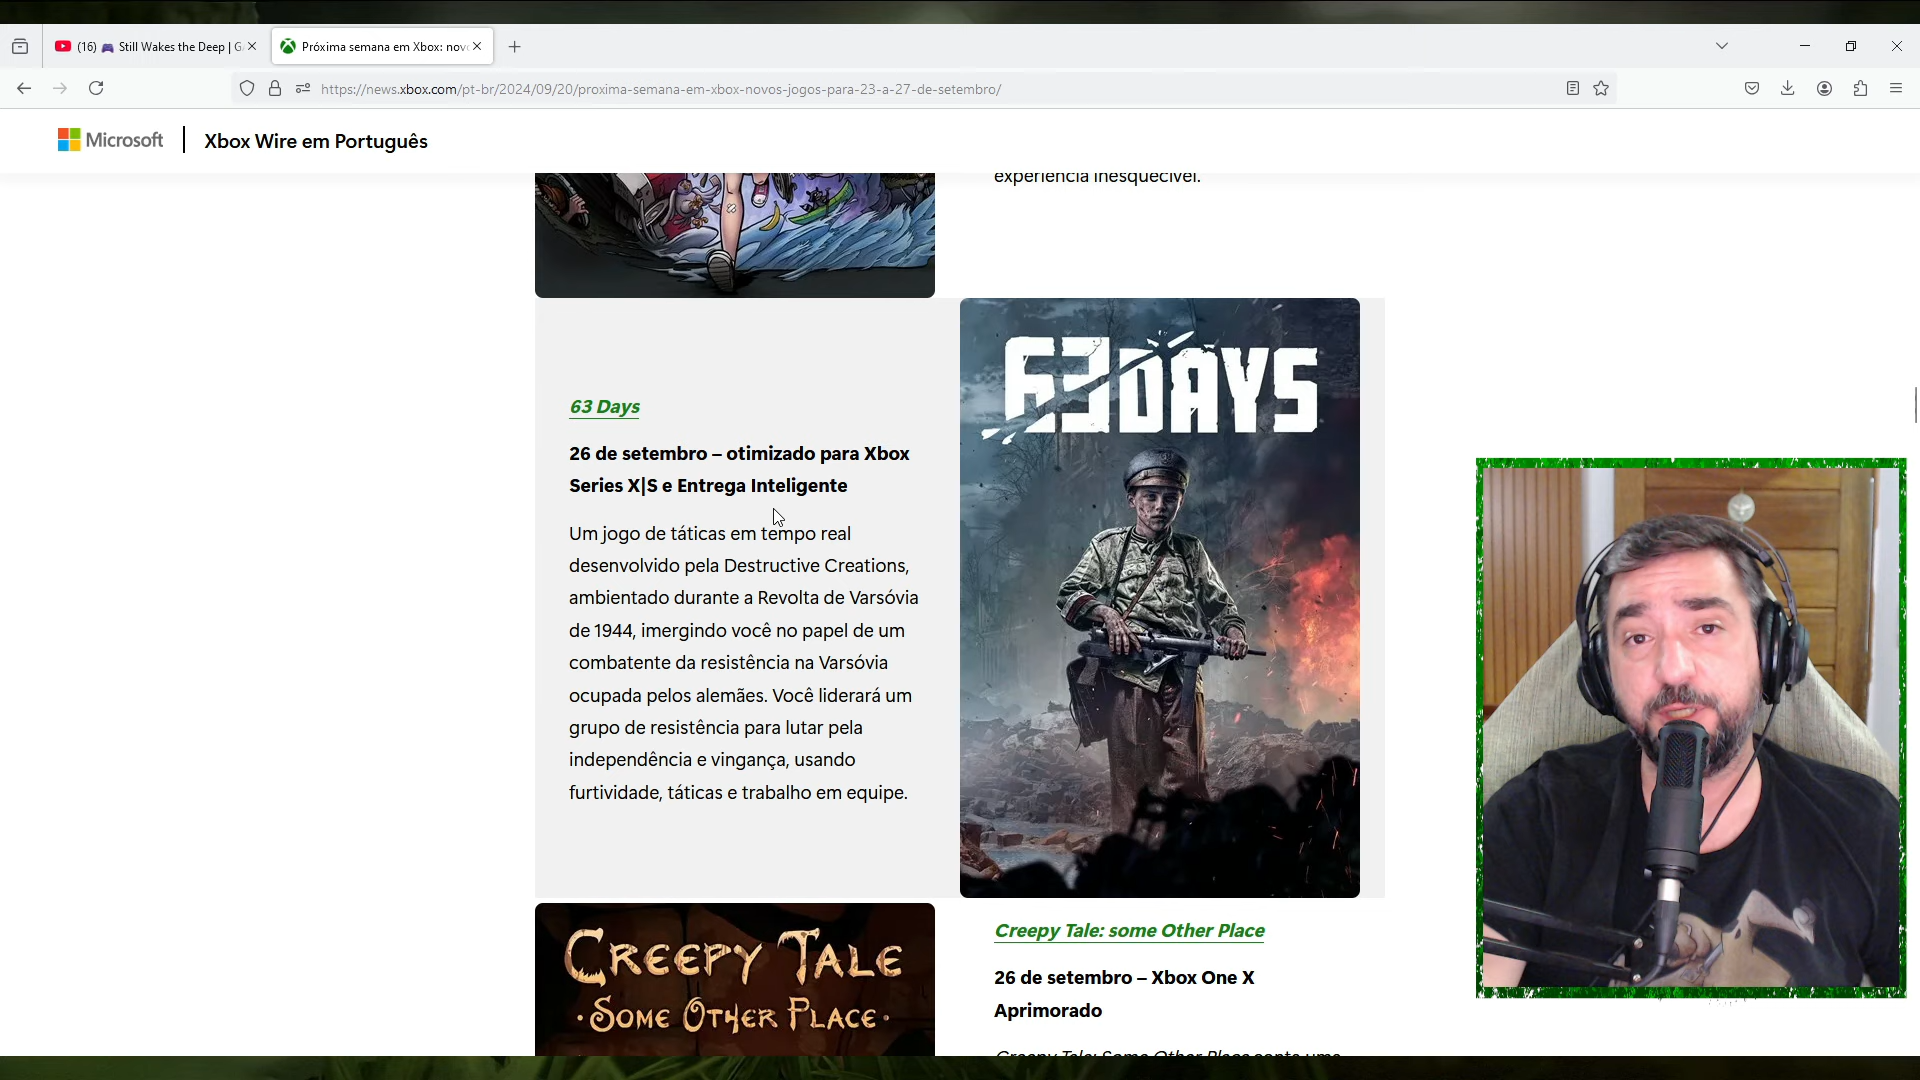 (16) 🎮 Still Wakes the Deep | G
Próxima semana em Xbox: nov
https://news.xbox.com/pt-br/2024/09/20/proxima-semana-em-xbox-novos-jogos-para-23-a-27-de-setembro/
Microsoft
Xbox Wire em Português
experiência inesquecível.
63 Days
26 de setembro – otimizado para Xbox
Series X|S e Entrega Inteligente
Um jogo de táticas em tempo real
desenvolvido pela Destructive Creations,
ambientado durante a Revolta de Varsóvia
de 1944, imergindo você no papel de um
combatente da resistência na Varsóvia
ocupada pelos alemães. Você liderará um
grupo de resistência para lutar pela
independência e vingança, usando
furtividade, táticas e trabalho em equipe.
63 DAYS
CREEPY TALE
·SOME OTHER PLACE·
Creepy Tale: some Other Place
26 de setembro – Xbox One X
Aprimorado
Creepy Tale: Some Other Place conta uma